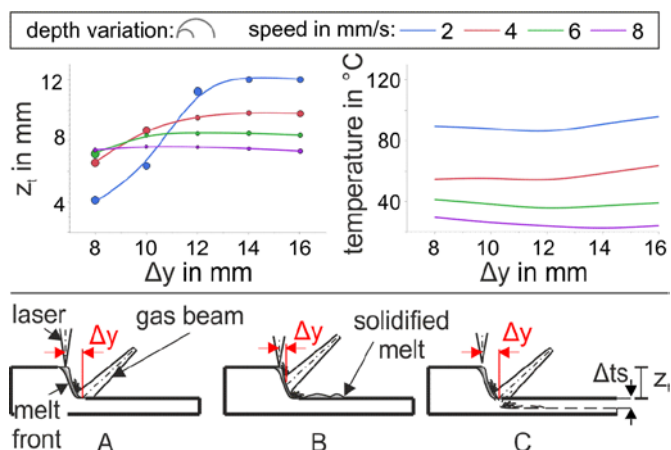 depth variation: speed in mm/s: 2 4 6 8
12
8
4
z_t in mm
8 10 12 14 16
Δy in mm
120
80
40
temperature in °C
8 10 12 14 16
Δy in mm
laser
Δy
gas beam
melt
front
A
Δy
solidified
melt
B
Δy
Δts
z_t
C